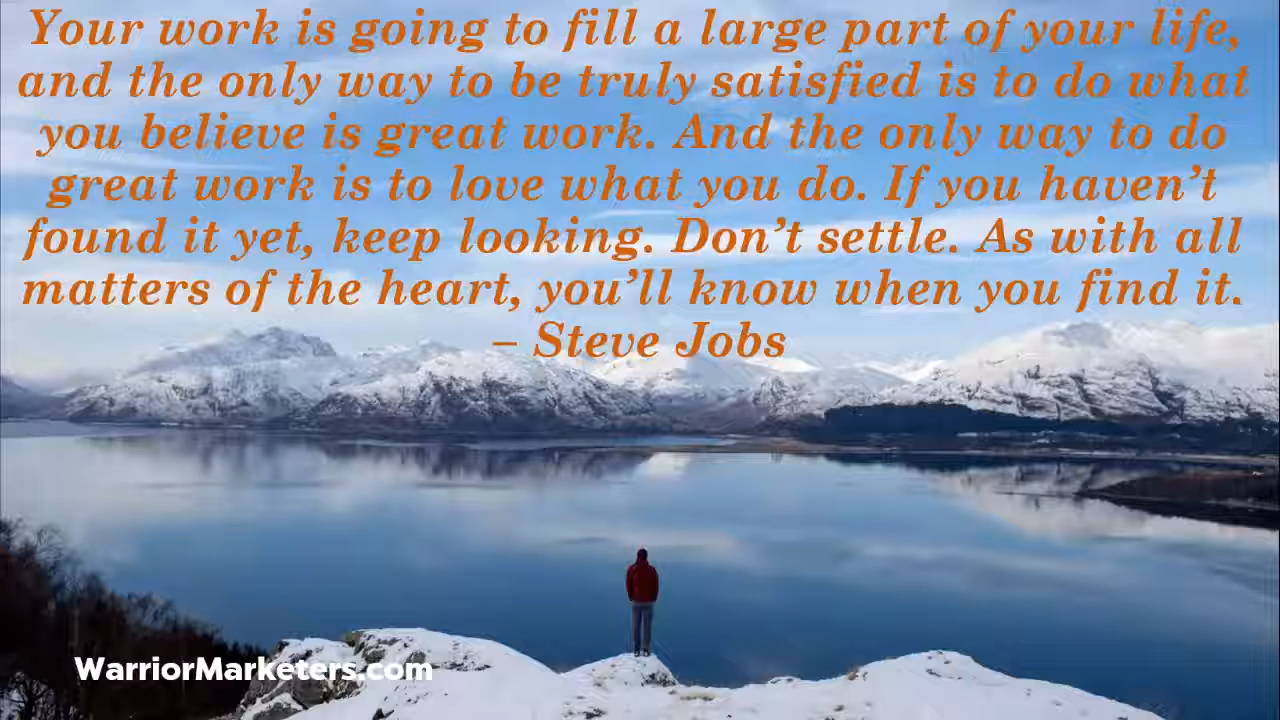 Your work is going to fill a large part of your life,
and the only way to be truly satisfied is to do what
you believe is great work. And the only way to do
great work is to love what you do. If you haven’t
found it yet, keep looking. Don’t settle. As with all
matters of the heart, you’ll know when you find it.
– Steve Jobs
WarriorMarketers.com